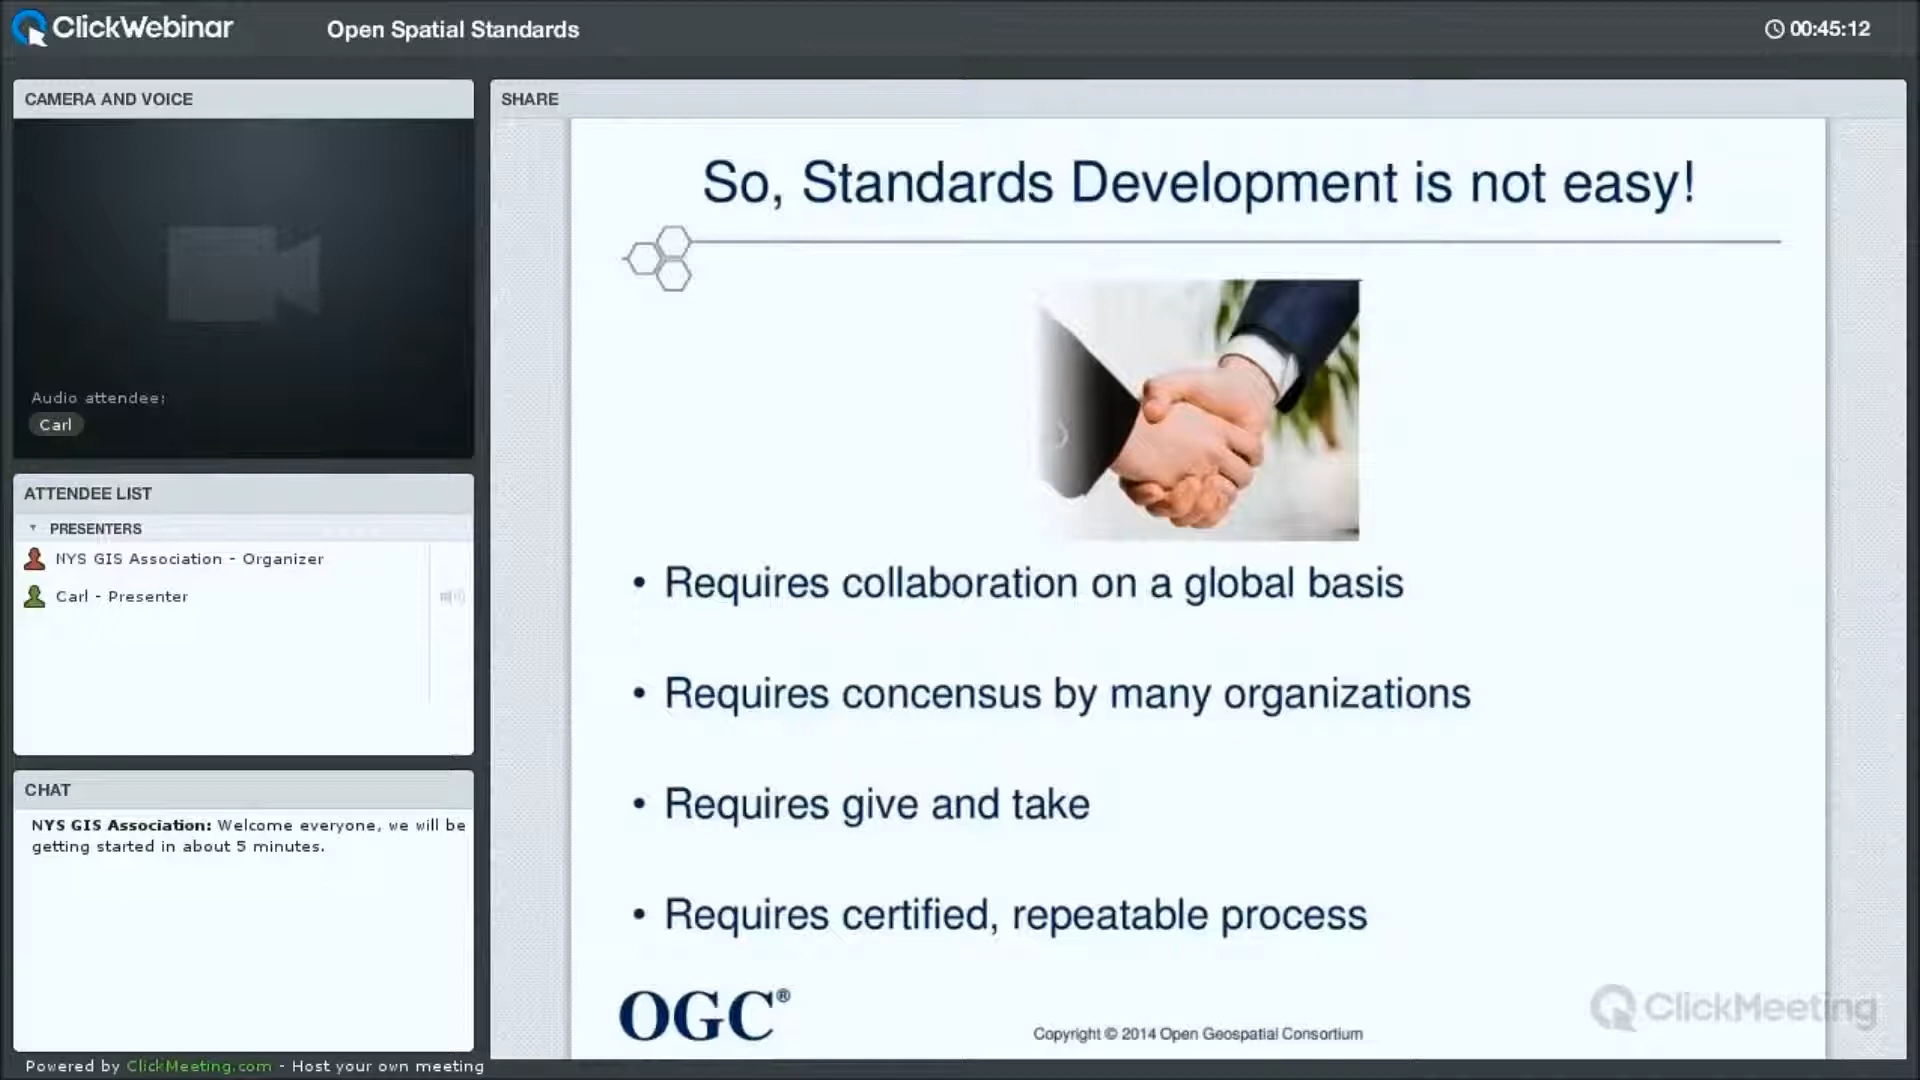 ClickWebinar
Open Spatial Standards
00:45:12
CAMERA AND VOICE
Audio attendee:
Carl
ATTENDEE LIST
PRESENTERS
NYS GIS Association - Organizer
Carl - Presenter
CHAT
NYS GIS Association: Welcome everyone, we will be
getting started in about 5 minutes.
Powered by ClickMeeting.com - Host your own meeting
SHARE
So, Standards Development is not easy!
• Requires collaboration on a global basis
• Requires concensus by many organizations
• Requires give and take
• Requires certified, repeatable process
OGC®
Copyright © 2014 Open Geospatial Consortium
ClickMeeting